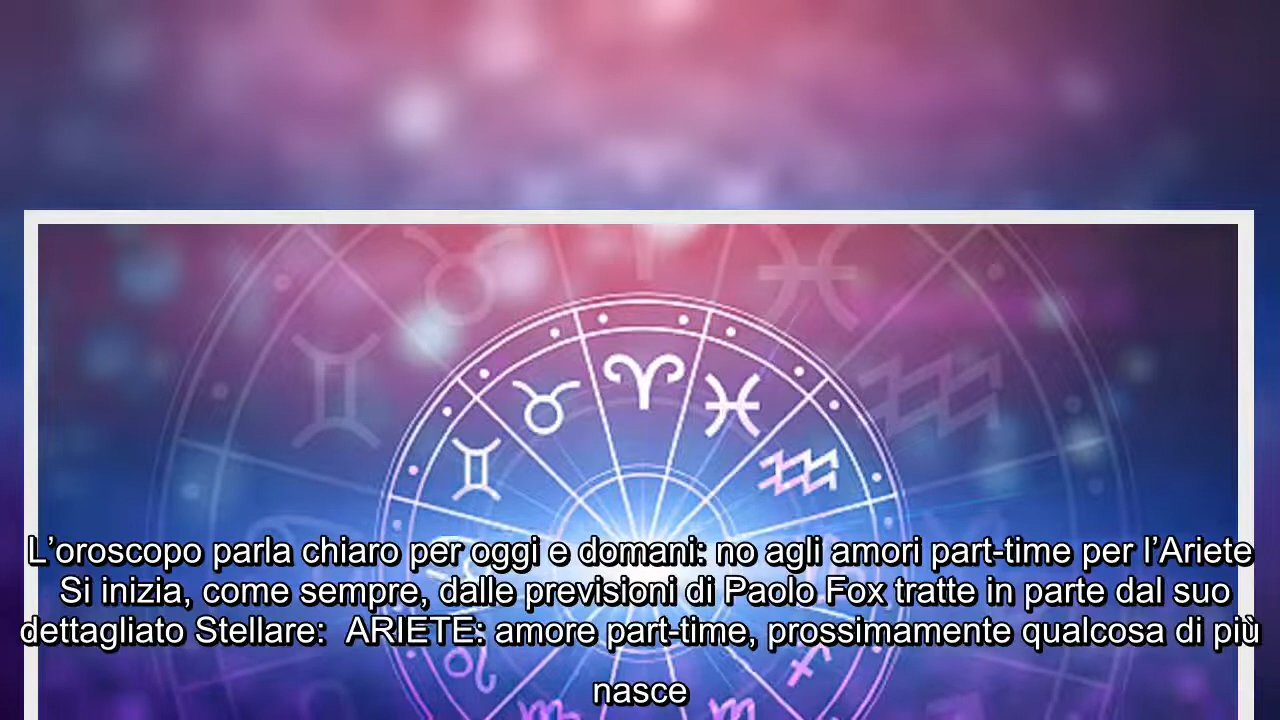 L’oroscopo parla chiaro per oggi e domani: no agli amori part-time per l’Ariete
Si inizia, come sempre, dalle previsioni di Paolo Fox tratte in parte dal suo
dettagliato Stellare:  ARIETE: amore part-time, prossimamente qualcosa di più
nasce